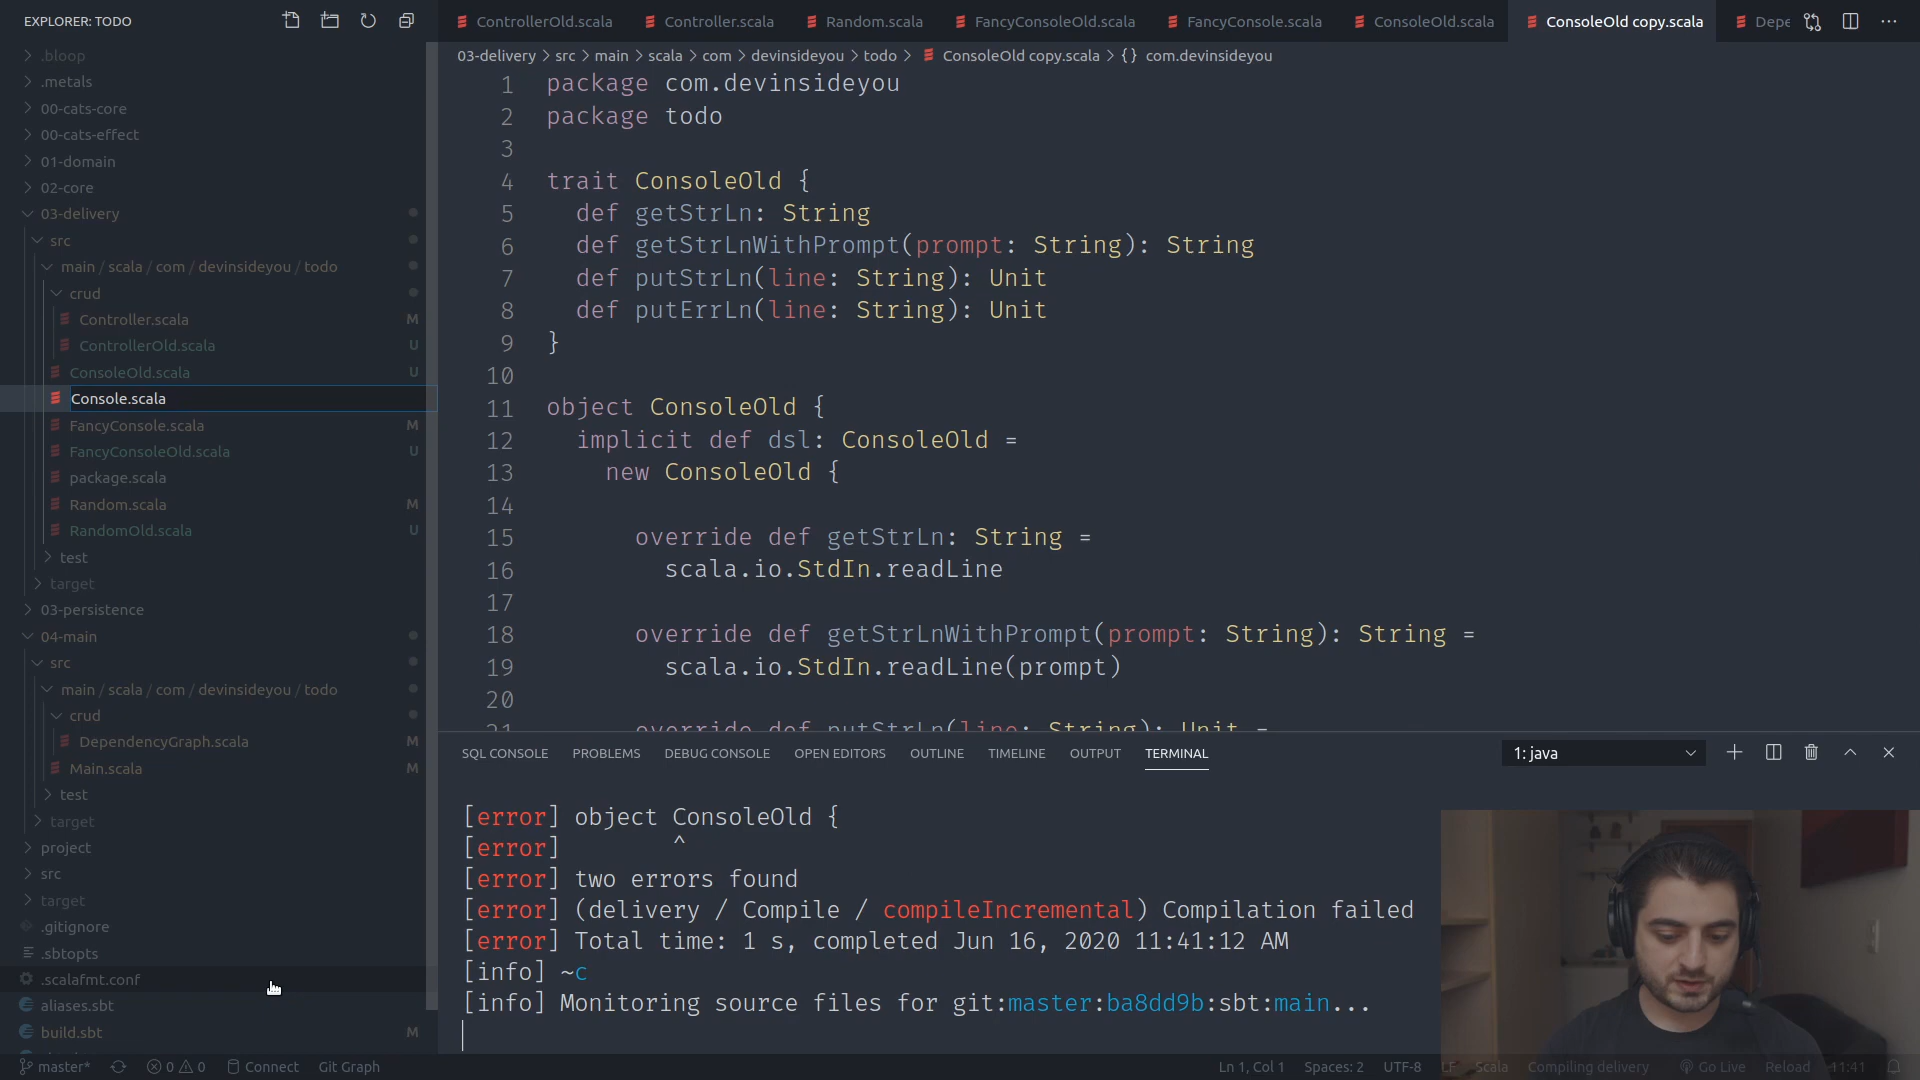 EXPLORER: TODO
.bloop
.metals
00-cats-core
00-cats-effect
01-domain
02-core
03-delivery
src
main / scala / com / devinsideyou / todo
crud
Controller.scala M
ControllerOld.scala U
ConsoleOld.scala U
Console.scala
FancyConsole.scala M
FancyConsoleOld.scala U
package.scala
Random.scala M
RandomOld.scala U
test
target
03-persistence
04-main
src
main / scala / com / devinsideyou / todo
crud
DependencyGraph.scala M
Main.scala M
test
target
project
src
target
.gitignore
.sbtopts
.scalafmt.conf
aliases.sbt
build.sbt M
ControllerOld.scala Controller.scala Random.scala FancyConsoleOld.scala FancyConsole.scala ConsoleOld.scala ConsoleOld copy.scala Depe
03-delivery > src > main > scala > com > devinsideyou > todo > ConsoleOld copy.scala > {} com.devinsideyou
1 package com.devinsideyou
2 package todo
3
4 trait ConsoleOld {
5 def getStrLn: String
6 def getStrLnWithPrompt(prompt: String): String
7 def putStrLn(line: String): Unit
8 def putErrLn(line: String): Unit
9 }
10
11 object ConsoleOld {
12 implicit def dsl: ConsoleOld =
13 new ConsoleOld {
14
15 override def getStrLn: String =
16 scala.io.StdIn.readLine
17
18 override def getStrLnWithPrompt(prompt: String): String =
19 scala.io.StdIn.readLine(prompt)
20
21 override def putStrLn(line: String): Unit =
SQL CONSOLE PROBLEMS DEBUG CONSOLE OPEN EDITORS OUTLINE TIMELINE OUTPUT TERMINAL 1: java
[error] object ConsoleOld {
[error] ^
[error] two errors found
[error] (delivery / Compile / compileIncremental) Compilation failed
[error] Total time: 1 s, completed Jun 16, 2020 11:41:12 AM
[info] ~c
[info] Monitoring source files for git:master:ba8dd9b:sbt:main...
master* 0 0 Connect Git Graph Ln 1, Col 1 Spaces: 2 UTF-8 LF Scala Compiling delivery Go Live Reload 11:41